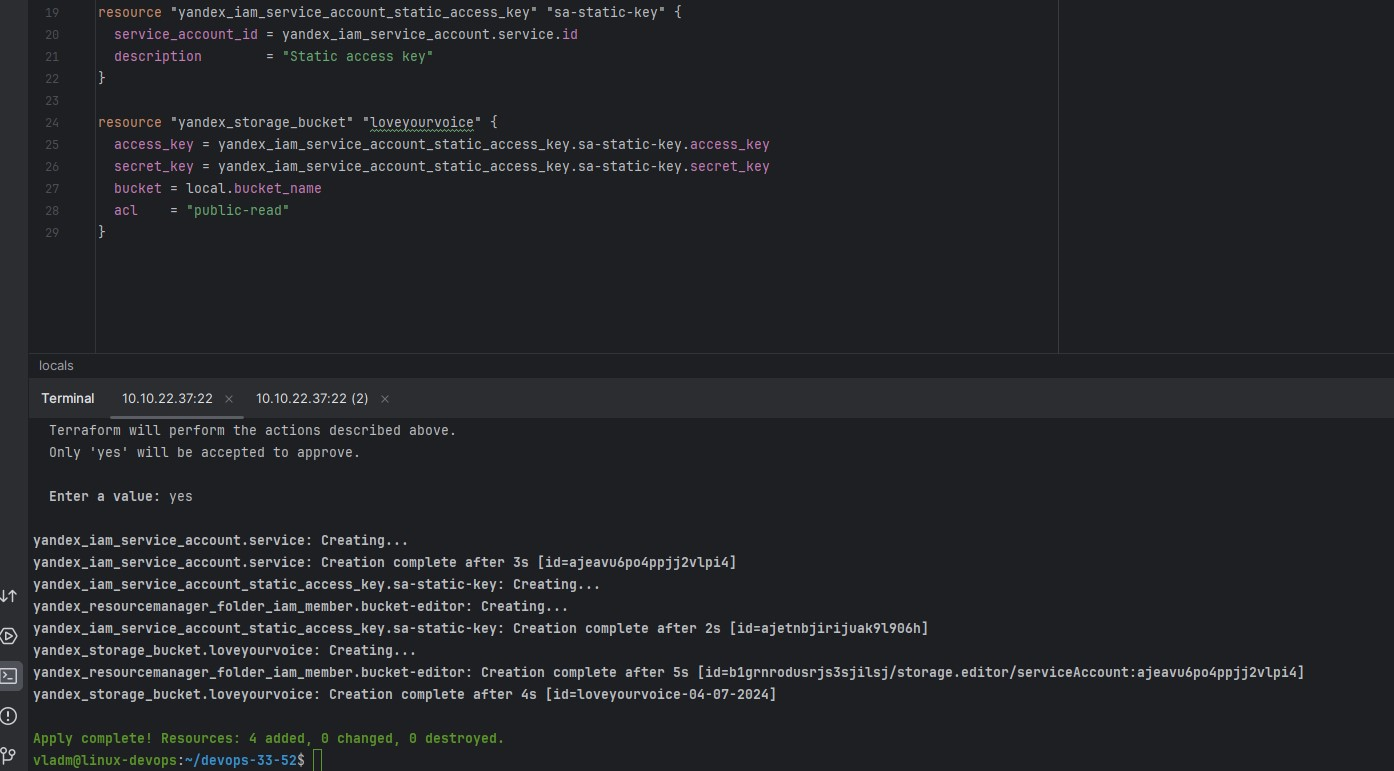 19 resource "yandex_iam_service_account_static_access_key" "sa-static-key" {
20   service_account_id = yandex_iam_service_account.service.id
21   description        = "Static access key"
22 }
23
24 resource "yandex_storage_bucket" "loveyourvoice" {
25   access_key = yandex_iam_service_account_static_access_key.sa-static-key.access_key
26   secret_key = yandex_iam_service_account_static_access_key.sa-static-key.secret_key
27   bucket = local.bucket_name
28   acl    = "public-read"
29 }
locals
Terminal 10.10.22.37:22 × 10.10.22.37:22 (2) ×
  Terraform will perform the actions described above.
  Only 'yes' will be accepted to approve.

  Enter a value: yes

yandex_iam_service_account.service: Creating...
yandex_iam_service_account.service: Creation complete after 3s [id=ajeavu6po4ppjj2vlpi4]
yandex_iam_service_account_static_access_key.sa-static-key: Creating...
yandex_resourcemanager_folder_iam_member.bucket-editor: Creating...
yandex_iam_service_account_static_access_key.sa-static-key: Creation complete after 2s [id=ajetnbjirijuak9l906h]
yandex_storage_bucket.loveyourvoice: Creating...
yandex_resourcemanager_folder_iam_member.bucket-editor: Creation complete after 5s [id=b1grnrodusrjs3sjilsj/storage.editor/serviceAccount:ajeavu6po4ppjj2vlpi4]
yandex_storage_bucket.loveyourvoice: Creation complete after 4s [id=loveyourvoice-04-07-2024]

Apply complete! Resources: 4 added, 0 changed, 0 destroyed.
vladm@linux-devops:~/devops-33-52$